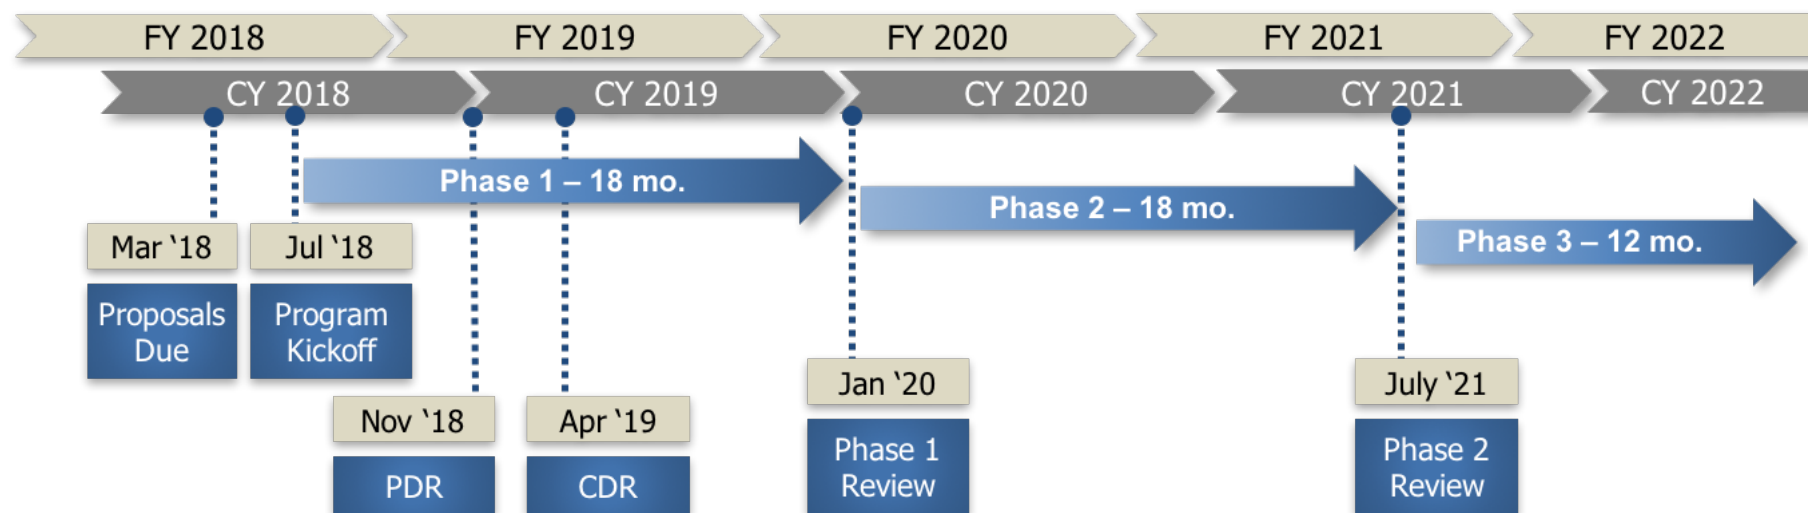 FY 2018
FY 2019
FY 2020
FY 2021
FY 2022
CY 2018
CY 2019
CY 2020
CY 2021
CY 2022
Phase 1 – 18 mo.
Phase 2 – 18 mo.
Phase 3 – 12 mo.
Mar ‘18
Proposals
Due
Jul ‘18
Program
Kickoff
Nov ‘18
PDR
Apr ‘19
CDR
Jan ‘20
Phase 1
Review
July ‘21
Phase 2
Review